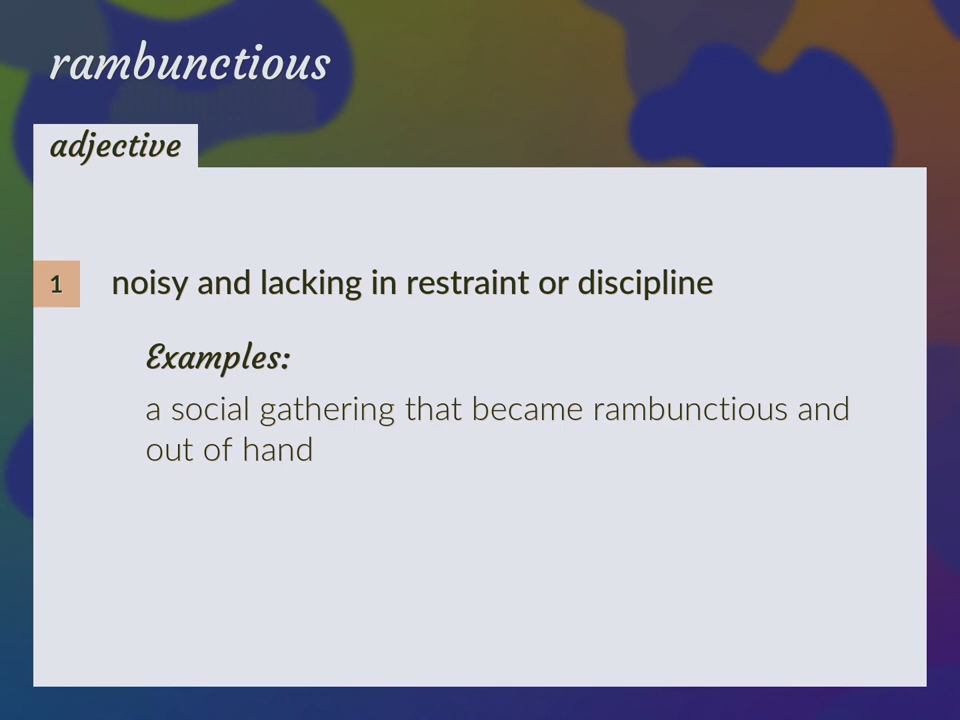 rambunctious
adjective
1 noisy and lacking in restraint or discipline
Examples:
a social gathering that became rambunctious and
out of hand